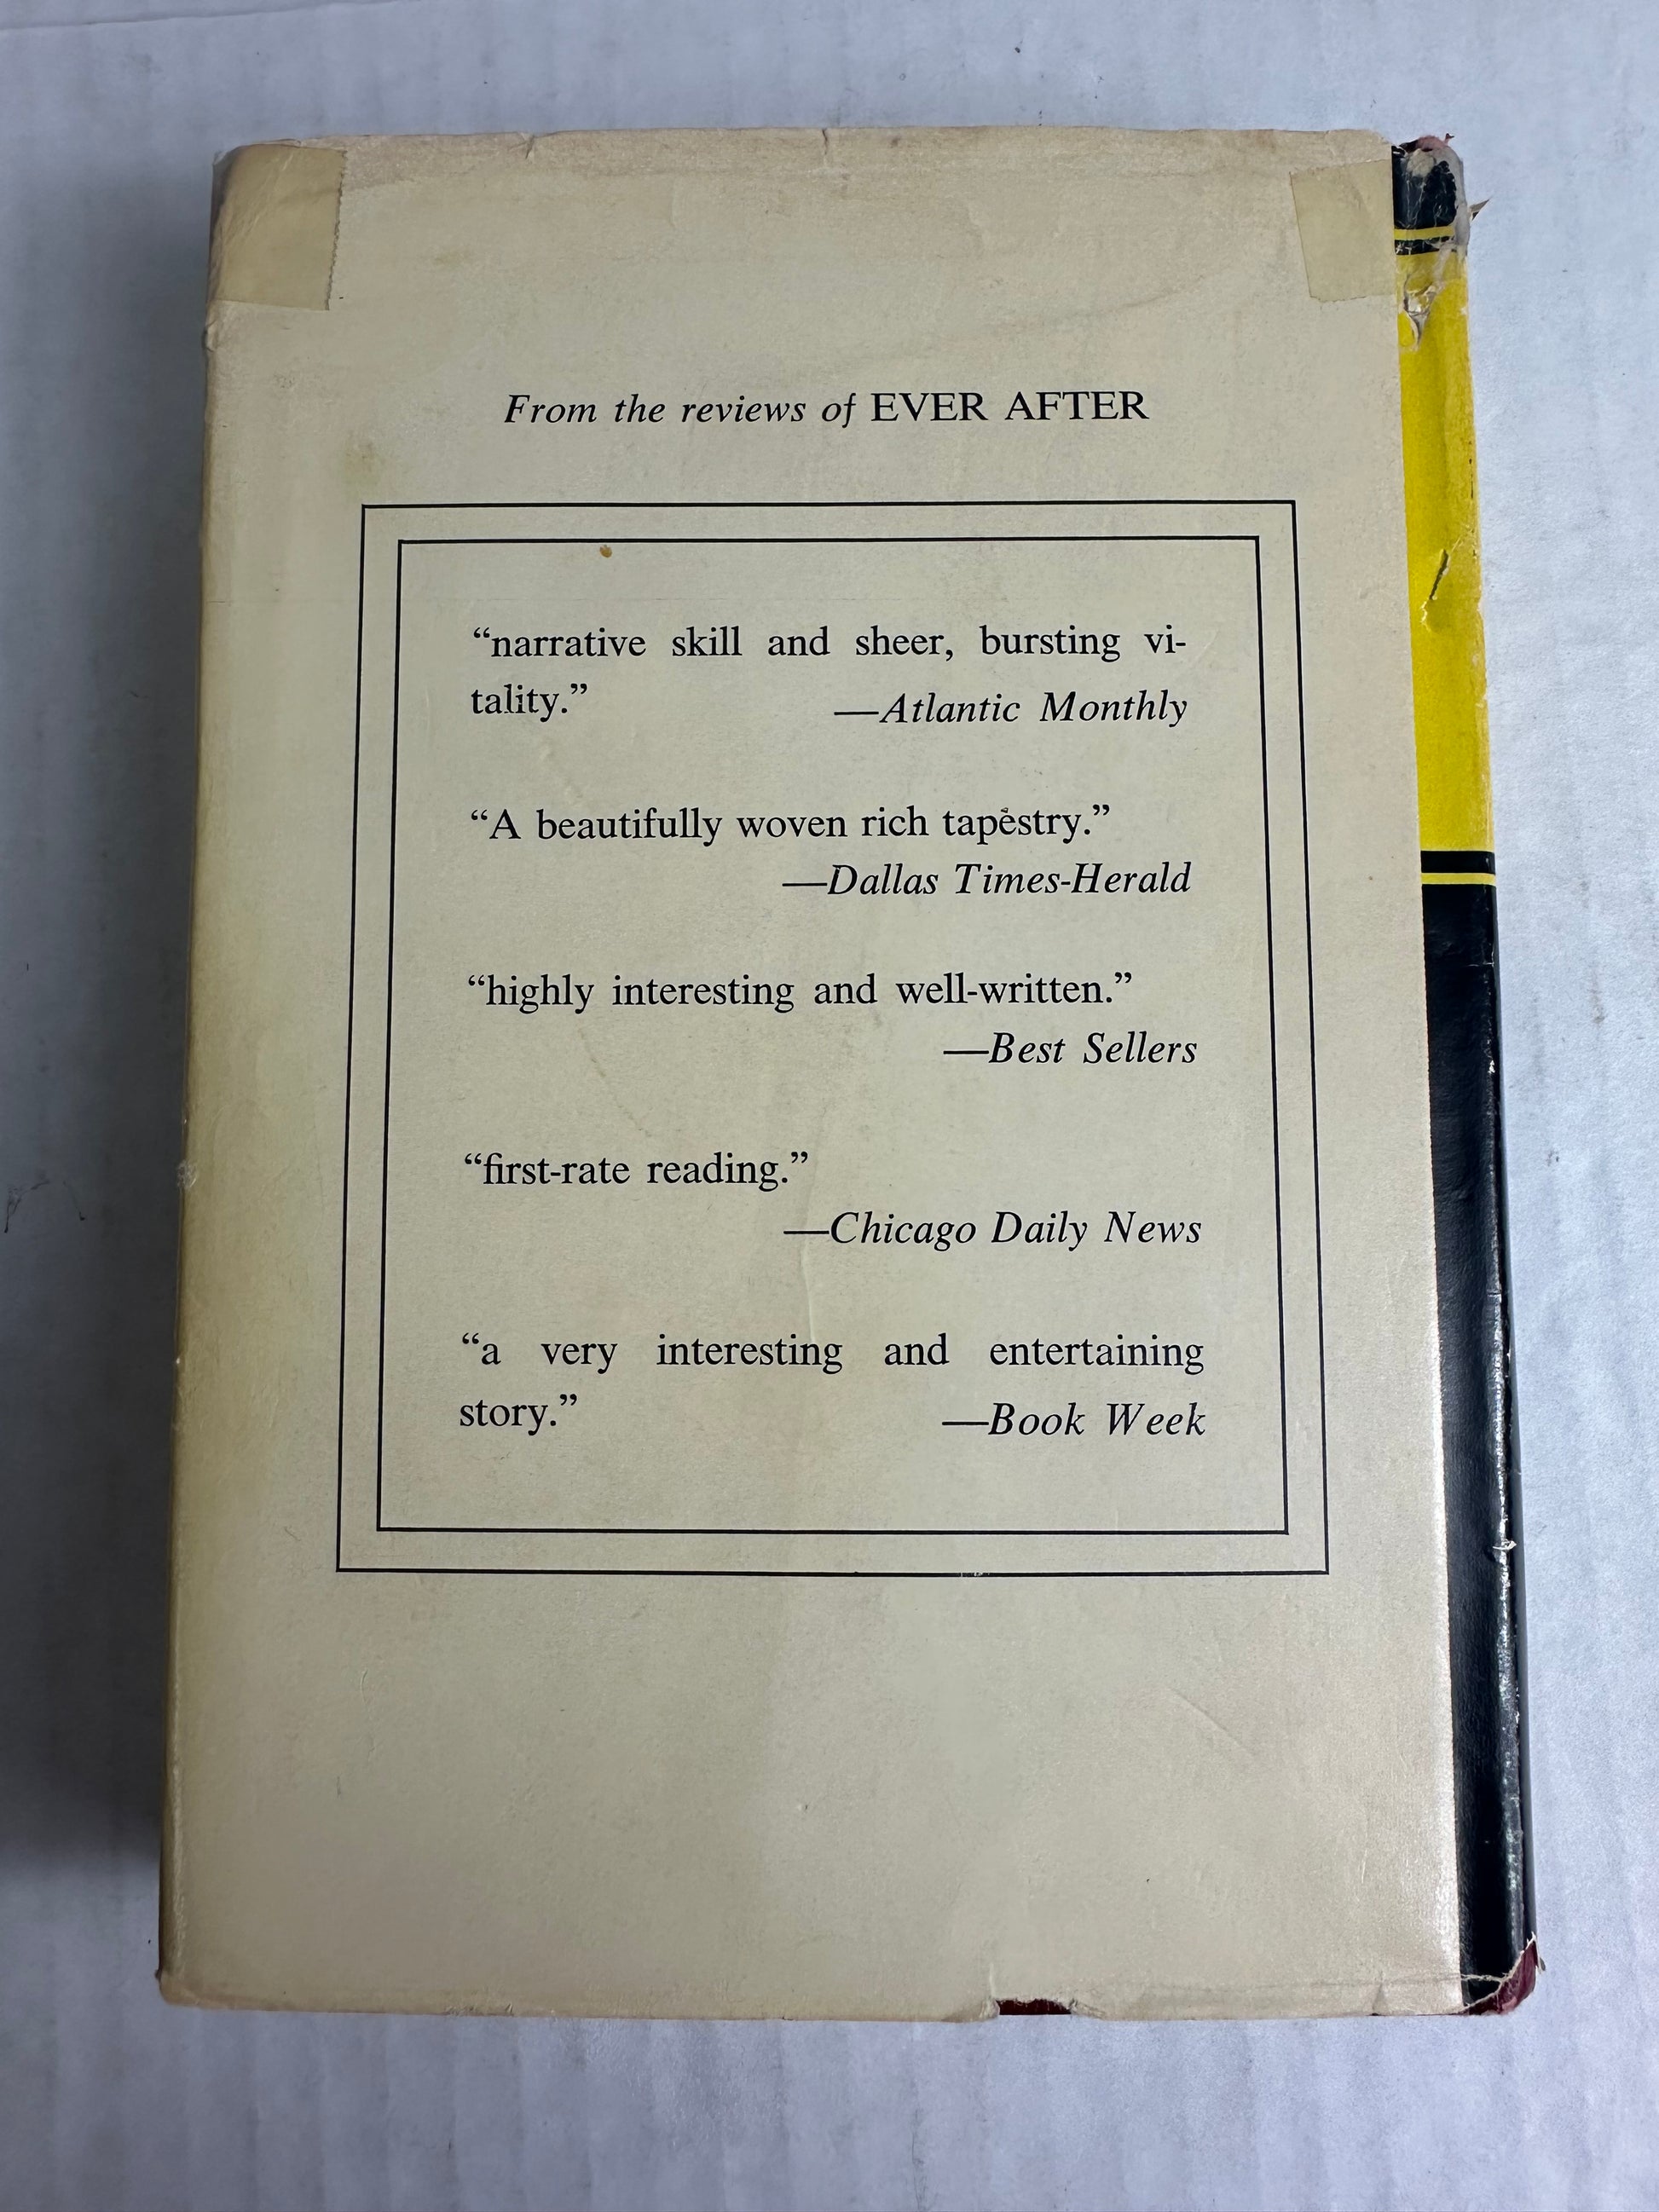 From the reviews of EVER AFTER
“narrative skill and sheer, bursting vi-
tality.” —Atlantic Monthly
“A beautifully woven rich tapestry.”
—Dallas Times-Herald
“highly interesting and well-written.”
—Best Sellers
“first-rate reading.”
—Chicago Daily News
“a very interesting and entertaining
story.” —Book Week